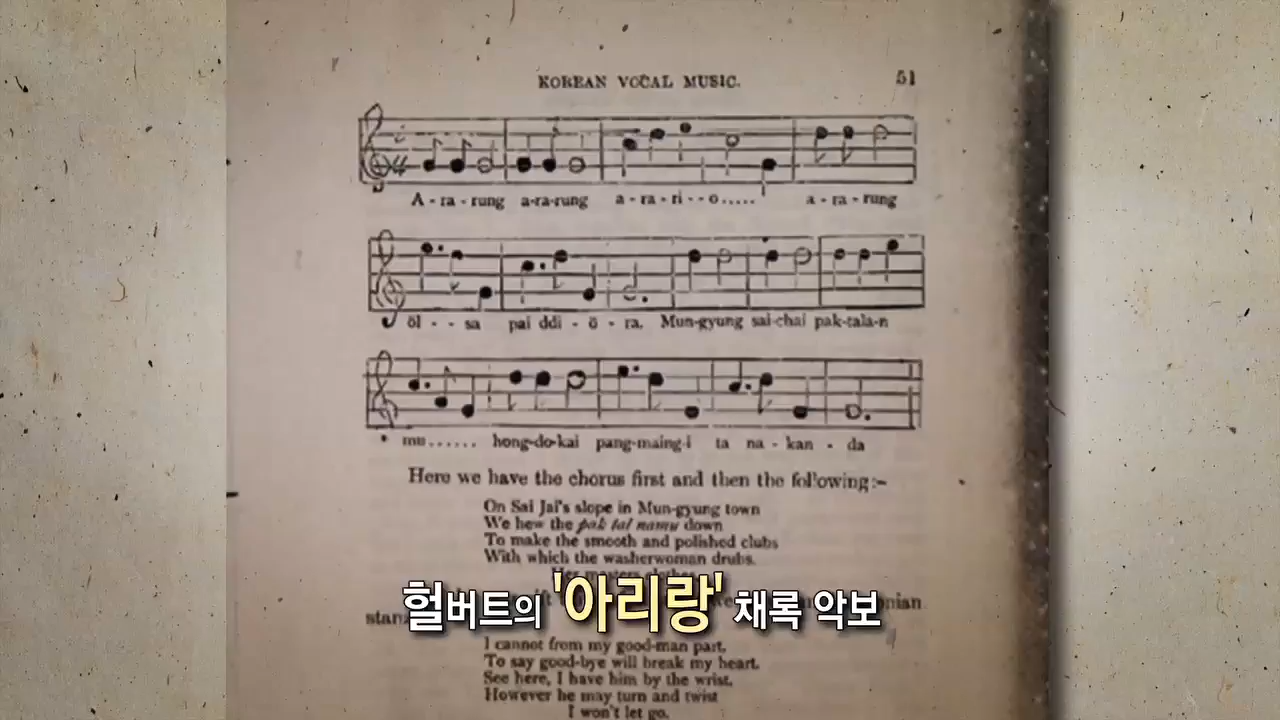 KOREAN VOCAL MUSIC. 51
A - ra - rung a-ra-rung a - ra - ri - - o..... a - ra - rung
ŏl - - sa pai ddi - ŏ - ra. Mun-gyung sai-chai pak-tala-n
mu...... hong-do-kai pang-maing-i ta na - kan - da
Here we have the chorus first and then the following:-
On Sai Jai's slope in Mun-gyung town
We hew the pak tal namu down
To make the smooth and polished clubs
With which the washerwoman drubs.
Her masters clothes
헐버트의 '아리랑' 채록 악보
I cannot from my good-man part.
To say good-bye will break my heart.
See here, I have him by the wrist.
However he may turn and twist
I won't let go.